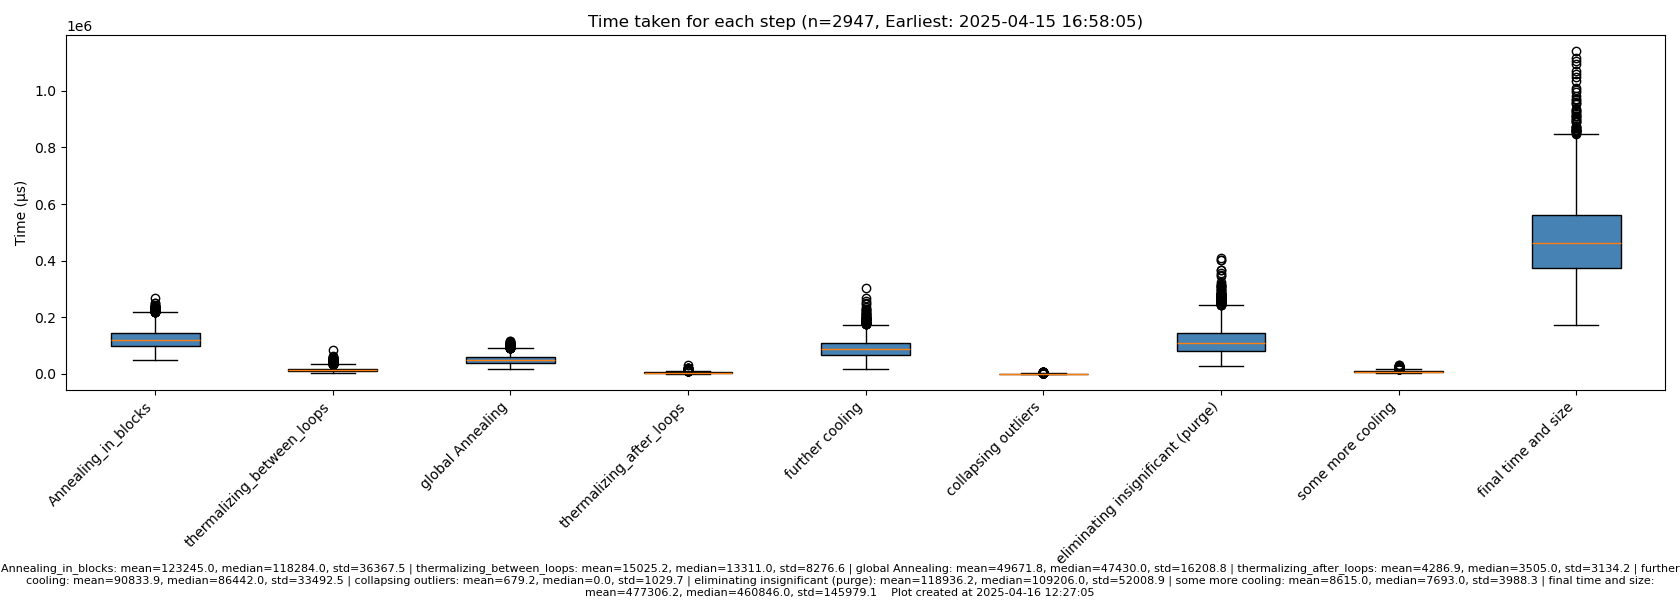 Time taken for each step (n=2947, Earliest: 2025-04-15 16:58:05)
1e6
1.0
0.8
0.6
0.4
0.2
0.0
Time (µs)
Annealing_in_blocks
thermalizing_between_loops
global Annealing
thermalizing_after_loops
further cooling
collapsing outliers
eliminating insignificant (purge)
some more cooling
final time and size
Annealing_in_blocks: mean=123245.0, median=118284.0, std=36367.5 | thermalizing_between_loops: mean=15025.2, median=13311.0, std=8276.6 | global Annealing: mean=49671.8, median=47430.0, std=16208.8 | thermalizing_after_loops: mean=4286.9, median=3505.0, std=3134.2 | further
cooling: mean=90833.9, median=86442.0, std=33492.5 | collapsing outliers: mean=679.2, median=0.0, std=1029.7 | eliminating insignificant (purge): mean=118936.2, median=109206.0, std=52008.9 | some more cooling: mean=8615.0, median=7693.0, std=3988.3 | final time and size:
mean=477306.2, median=460846.0, std=145979.1    Plot created at 2025-04-16 12:27:05